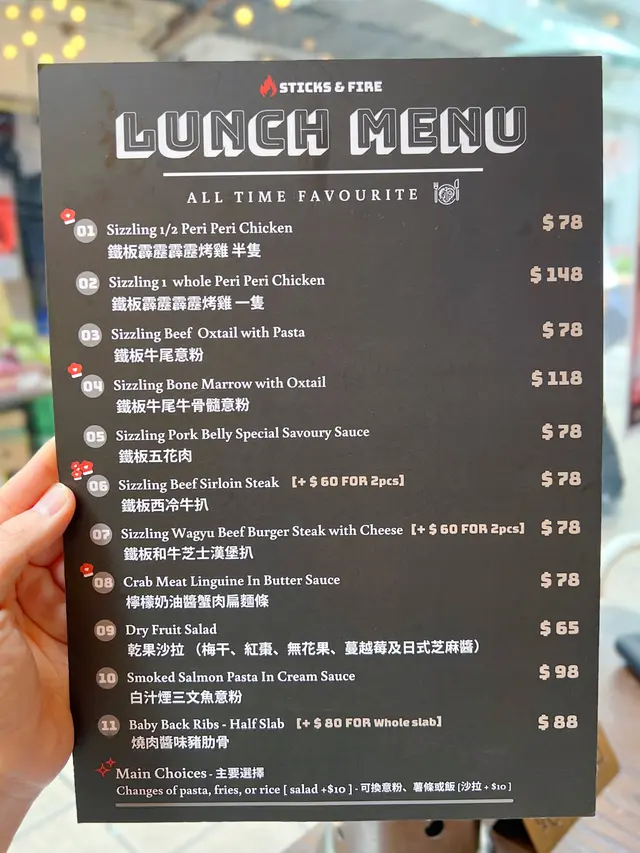 STICKS & FIRE
LUNCH MENU
ALL TIME FAVOURITE
01 Sizzling 1/2 Peri Peri Chicken $78
鐵板霹靂霹靂烤雞 半隻
02 Sizzling 1 whole Peri Peri Chicken $148
鐵板霹靂霹靂烤雞 一隻
03 Sizzling Beef Oxtail with Pasta $78
鐵板牛尾意粉
04 Sizzling Bone Marrow with Oxtail $118
鐵板牛尾牛骨髓意粉
05 Sizzling Pork Belly Special Savoury Sauce $78
鐵板五花肉
06 Sizzling Beef Sirloin Steak [+ $60 FOR 2pcs] $78
鐵板西冷牛扒
07 Sizzling Wagyu Beef Burger Steak with Cheese [+ $60 FOR 2pcs] $78
鐵板和牛芝士漢堡扒
08 Crab Meat Linguine In Butter Sauce $78
檸檬奶油醬蟹肉扁麵條
09 Dry Fruit Salad $65
乾果沙拉 (梅干、紅棗、無花果、蔓越莓及日式芝麻醬)
10 Smoked Salmon Pasta In Cream Sauce $98
白汁煙三文魚意粉
11 Baby Back Ribs - Half Slab [+ $80 FOR Whole slab] $88
燒肉醬味豬肋骨
Main Choices - 主要選擇
Changes of pasta, fries, or rice [ salad +$10 ] - 可換意粉、薯條或飯 [沙拉 + $10 ]